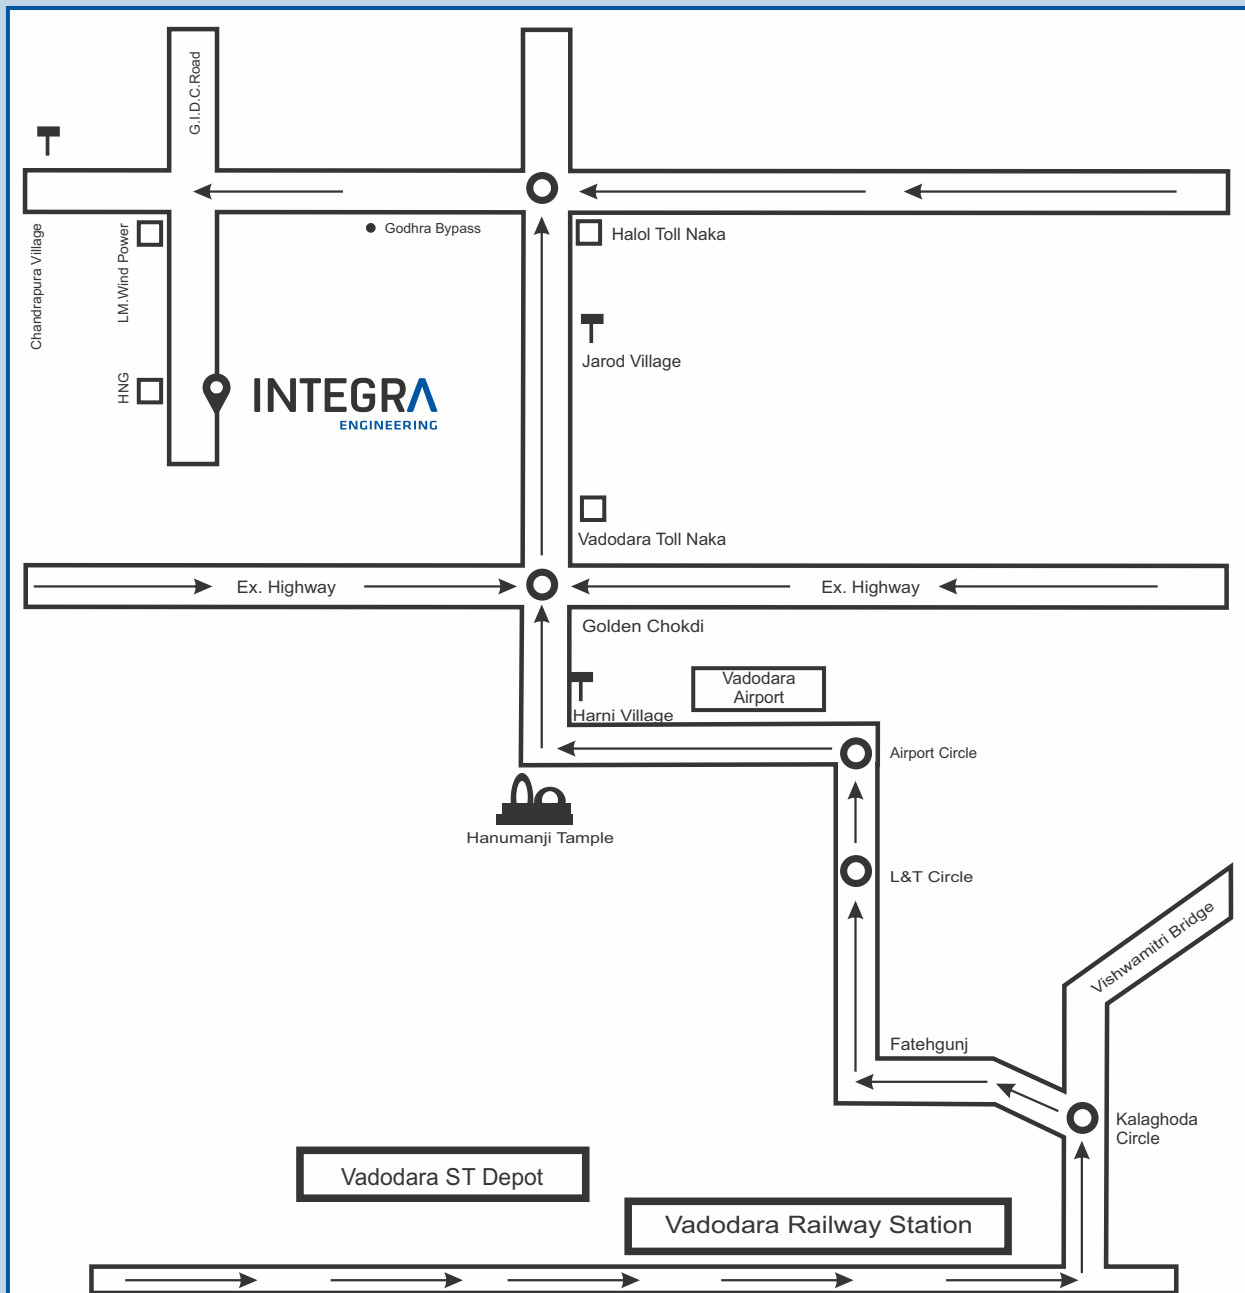 G.I.D.C.Road
Godhra Bypass
Halol Toll Naka
Chandrapura Village
LM.Wind Power
Jarod Village
HNG
INTEGRA
ENGINEERING
Vadodara Toll Naka
Ex. Highway
Ex. Highway
Golden Chokdi
Vadodara
Airport
Harni Village
Airport Circle
Hanumanji Tample
L&T Circle
Vishwamitri Bridge
Fatehgunj
Kalaghoda
Circle
Vadodara ST Depot
Vadodara Railway Station